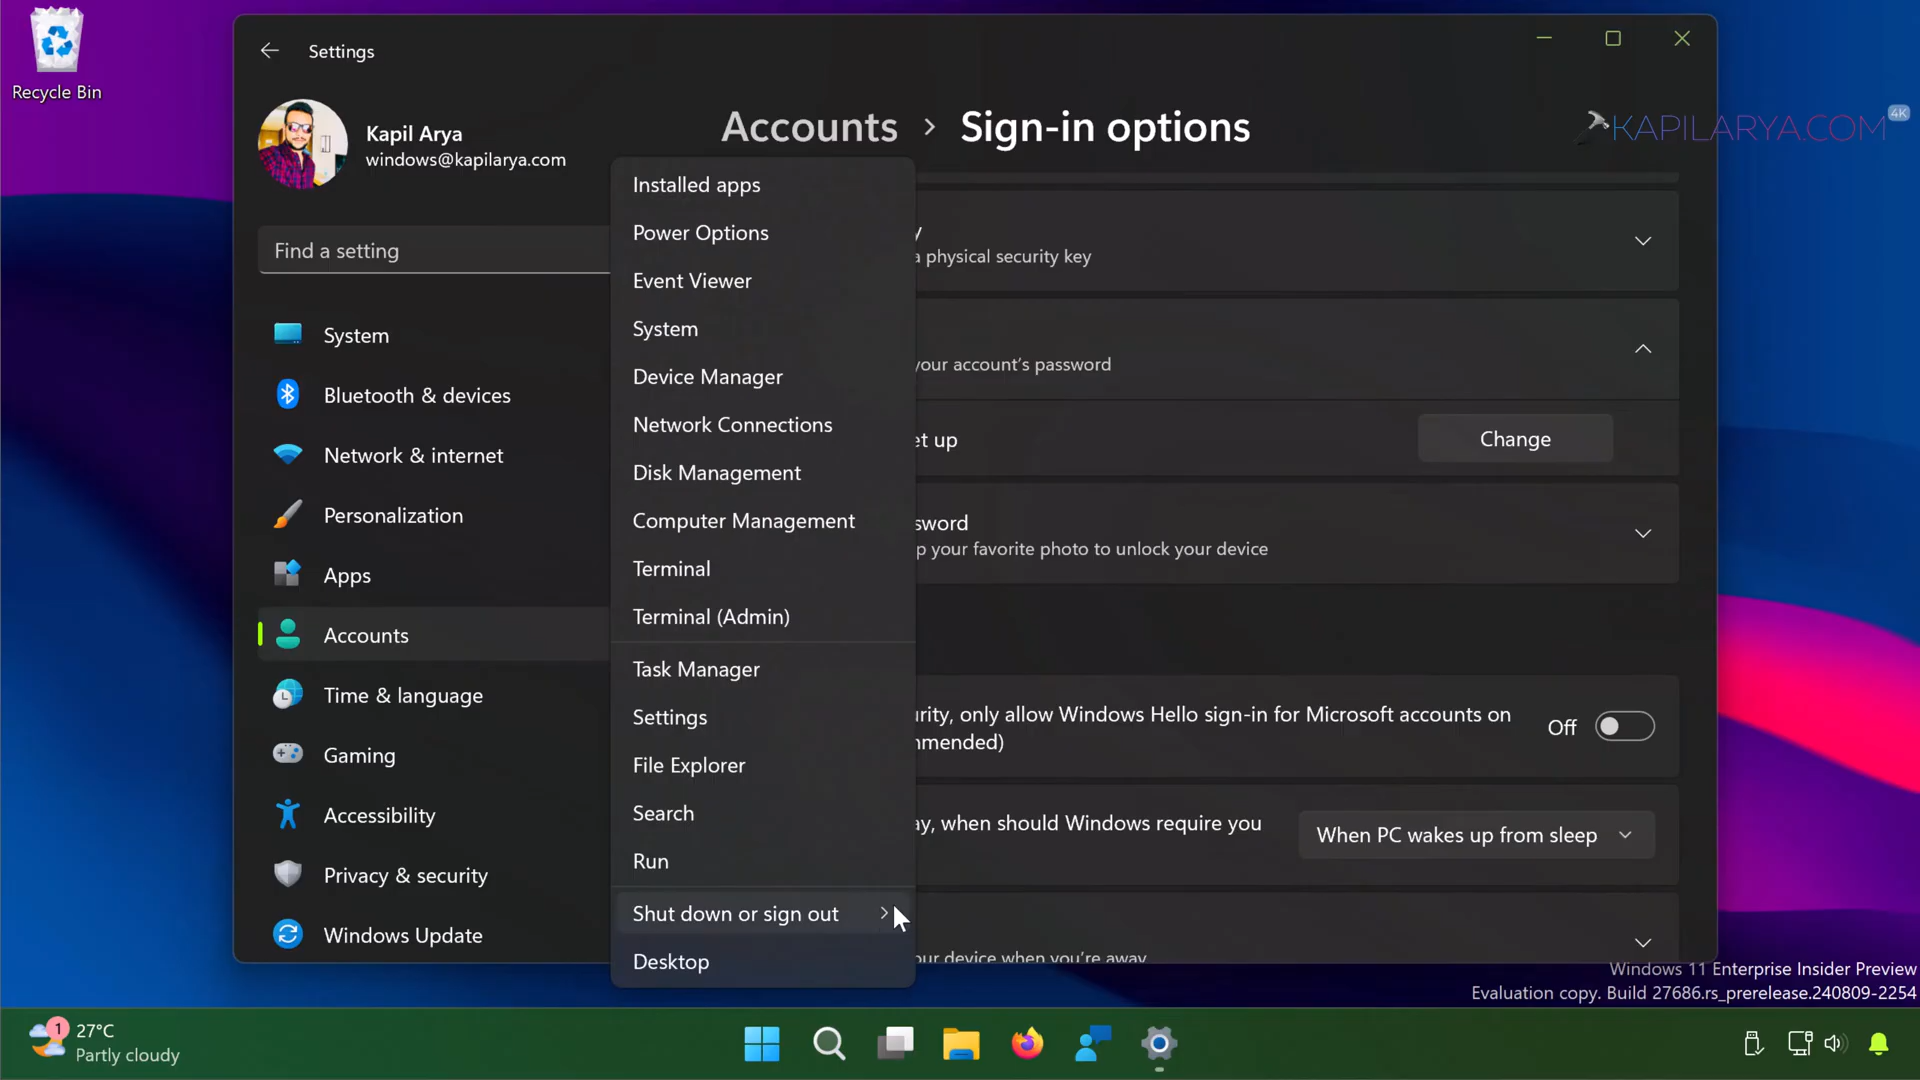 Recycle Bin
Settings
Kapil Arya
windows@kapilarya.com
Find a setting
System
Bluetooth & devices
Network & internet
Personalization
Apps
Accounts
Time & language
Gaming
Accessibility
Privacy & security
Windows Update
Accounts > Sign-in options
KAPILARYA.COM
4K
Installed apps
Power Options
Event Viewer
System
Device Manager
Network Connections
Disk Management
Computer Management
Terminal
Terminal (Admin)
Task Manager
Settings
File Explorer
Search
Run
Shut down or sign out
Desktop
a physical security key
your account's password
et up
Change
sword
p your favorite photo to unlock your device
urity, only allow Windows Hello sign-in for Microsoft accounts on
mmended)
Off
ay, when should Windows require you
When PC wakes up from sleep
our device when you're away
Windows 11 Enterprise Insider Preview
Evaluation copy. Build 27686.rs_prerelease.240809-2254
1
27°C
Partly cloudy